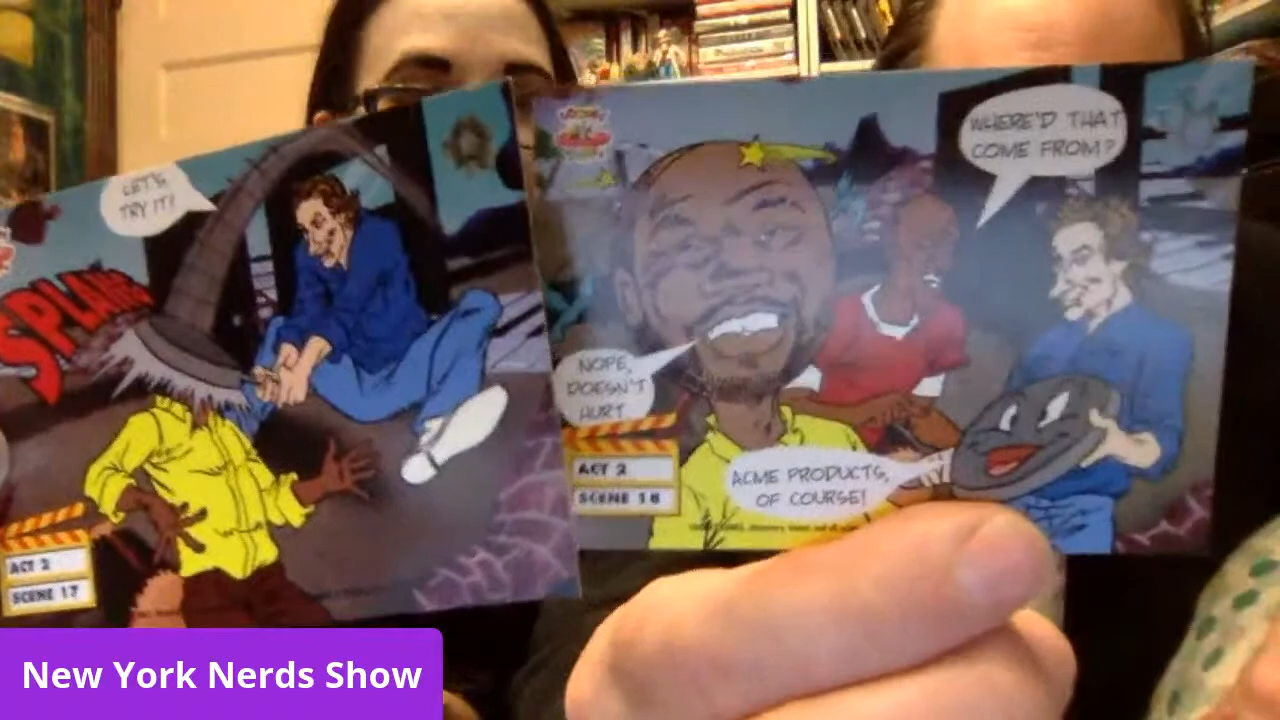 LET'S
TRY IT!
SPLANG
ACT 2
SCENE 17
WHERE'D THAT
COME FROM?
NOPE,
DOESN'T
HURT
ACME PRODUCTS,
OF COURSE!
ACT 2
SCENE 18
New York Nerds Show